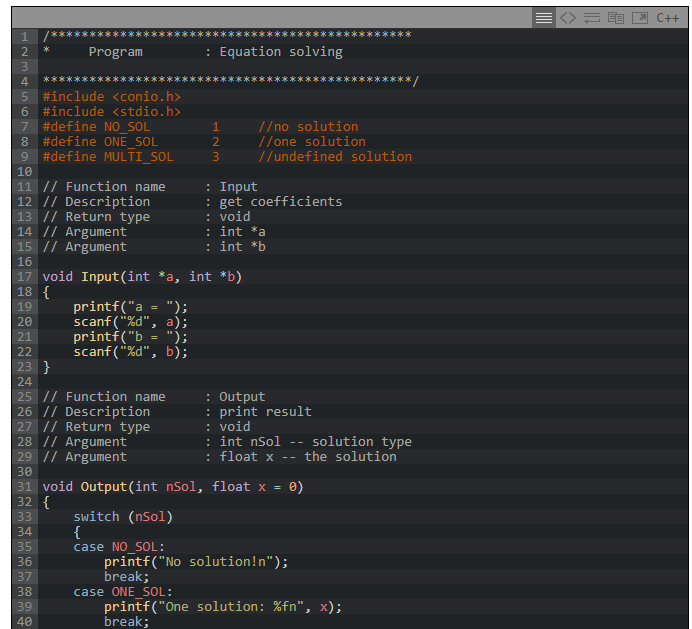 C++
1 /***********************************************
2 *     Program        : Equation solving
3
4 ************************************************/
5 #include <conio.h>
6 #include <stdio.h>
7 #define NO_SOL        1     //no solution
8 #define ONE_SOL       2     //one solution
9 #define MULTI_SOL     3     //undefined solution
10
11 // Function name     : Input
12 // Description       : get coefficients
13 // Return type       : void
14 // Argument          : int *a
15 // Argument          : int *b
16
17 void Input(int *a, int *b)
18 {
19     printf("a = ");
20     scanf("%d", a);
21     printf("b = ");
22     scanf("%d", b);
23 }
24
25 // Function name     : Output
26 // Description       : print result
27 // Return type       : void
28 // Argument          : int nSol -- solution type
29 // Argument          : float x -- the solution
30
31 void Output(int nSol, float x = 0)
32 {
33     switch (nSol)
34     {
35     case NO_SOL:
36         printf("No solution!n");
37         break;
38     case ONE_SOL:
39         printf("One solution: %fn", x);
40         break;